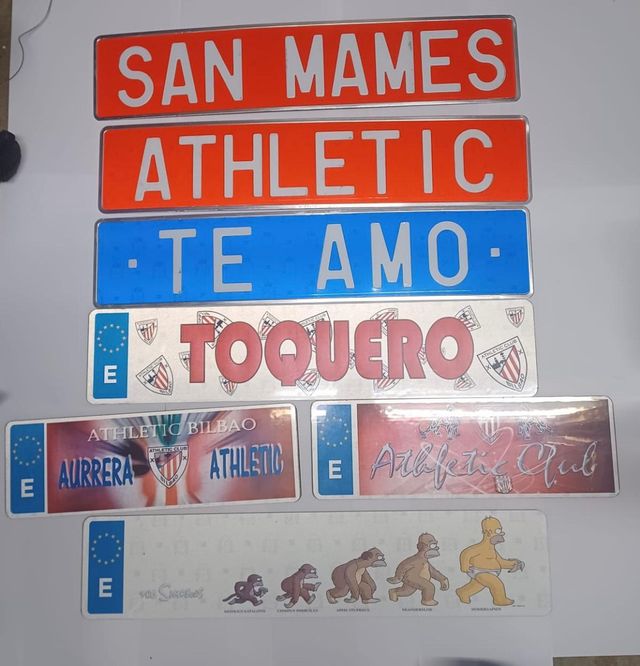 SAN MAMES
ATHLETIC
· TE AMO ·
E TOQUERO
ATHLETIC BILBAO
E AURRERA ATHLETIC
E Athletic Club
E THE SIMPSONS